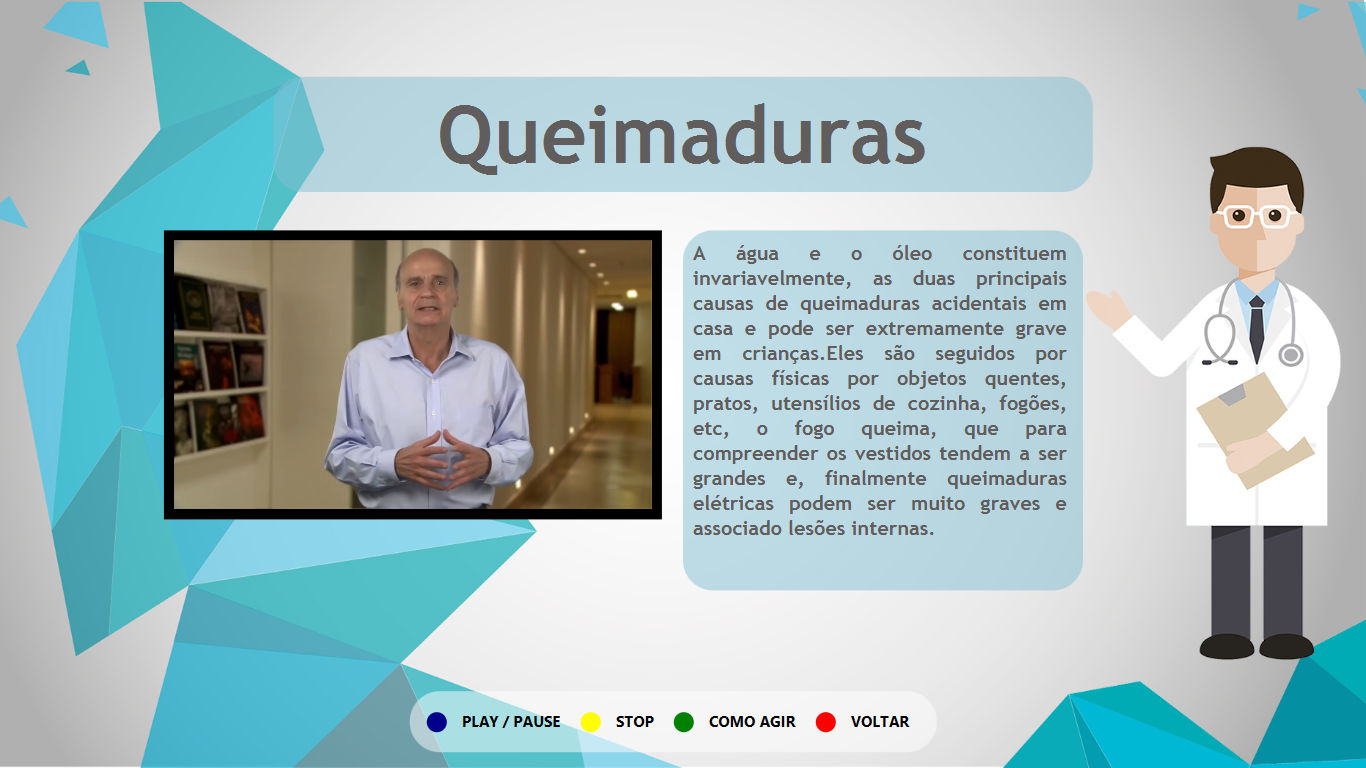 Queimaduras
A água e o óleo constituem
invariavelmente, as duas principais
causas de queimaduras acidentais em
casa e pode ser extremamente grave
em crianças.Eles são seguidos por
causas físicas por objetos quentes,
pratos, utensílios de cozinha, fogões,
etc, o fogo queima, que para
compreender os vestidos tendem a ser
grandes e, finalmente queimaduras
elétricas podem ser muito graves e
associado lesões internas.
PLAY / PAUSE STOP COMO AGIR VOLTAR